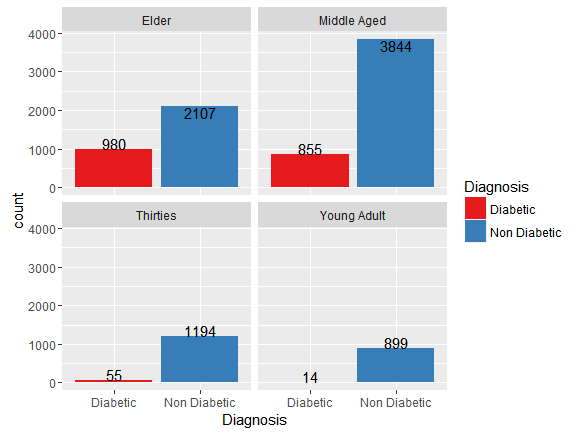 Elder
Middle Aged
4000
3000
2000
1000
0
980
2107
855
3844
Thirties
Young Adult
4000
3000
2000
1000
0
55
1194
14
899
Diabetic
Non Diabetic
Diabetic
Non Diabetic
Diagnosis
count
Diagnosis
Diabetic
Non Diabetic